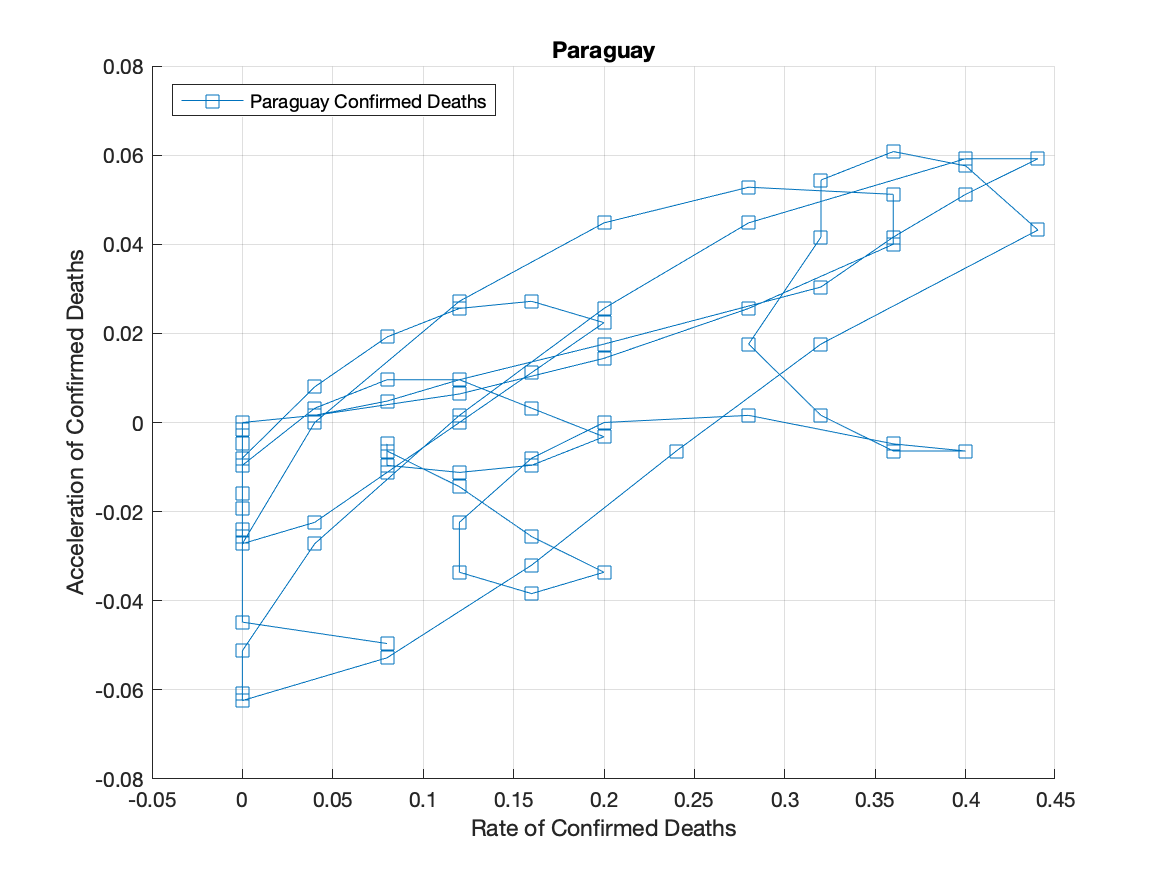 Paraguay
Paraguay Confirmed Deaths
0.08
0.06
0.04
0.02
0
-0.02
-0.04
-0.06
-0.08
Acceleration of Confirmed Deaths
-0.05 0 0.05 0.1 0.15 0.2 0.25 0.3 0.35 0.4 0.45
Rate of Confirmed Deaths